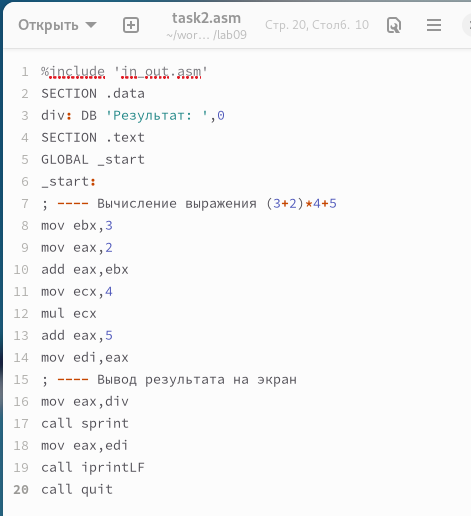 Открыть task2.asm Стр. 20, Столб. 10
~/wor… /lab09
1 %include 'in_out.asm'
2 SECTION .data
3 div: DB 'Результат: ',0
4 SECTION .text
5 GLOBAL _start
6 _start:
7 ; ---- Вычисление выражения (3+2)*4+5
8 mov ebx,3
9 mov eax,2
10 add eax,ebx
11 mov ecx,4
12 mul ecx
13 add eax,5
14 mov edi,eax
15 ; ---- Вывод результата на экран
16 mov eax,div
17 call sprint
18 mov eax,edi
19 call iprintLF
20 call quit